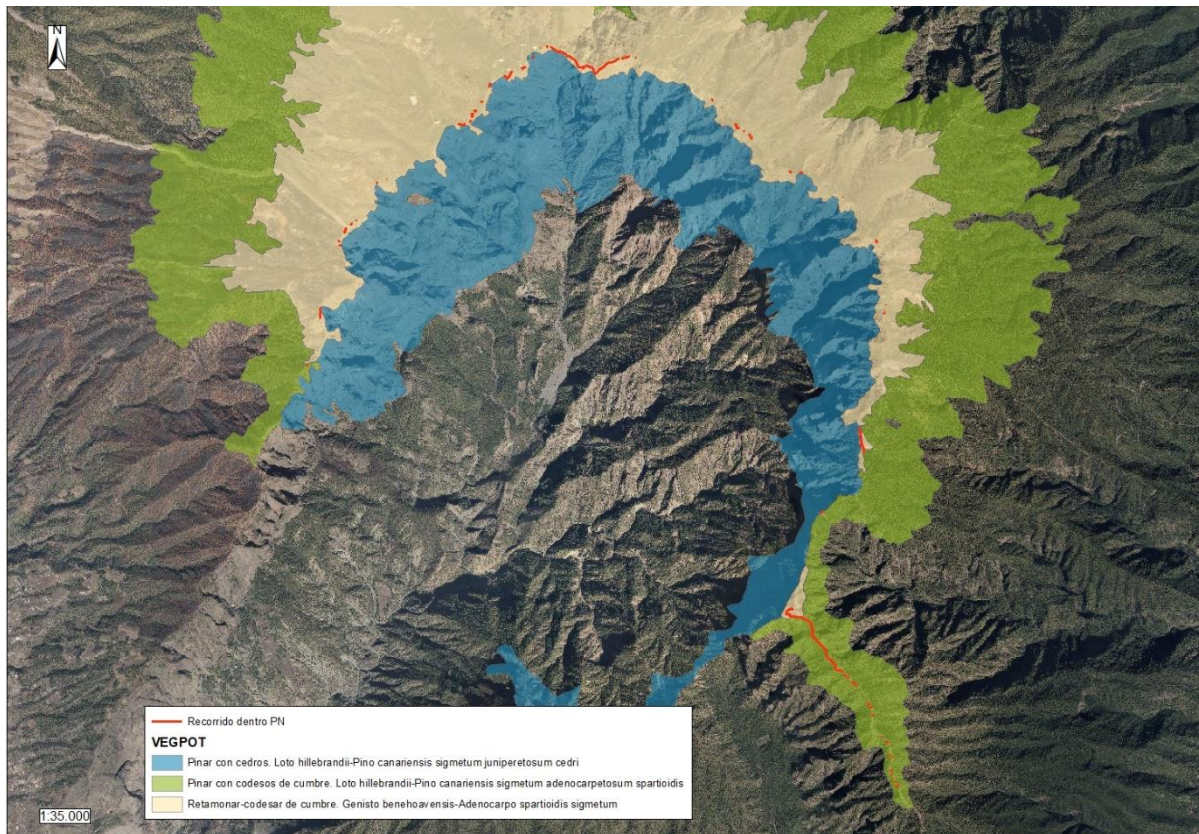 N
Recorrido dentro PN
VEGPOT
Pinar con cedros. Loto hillebrandii-Pino canariensis sigmetum juniperetosum cedri
Pinar con codesos de cumbre. Loto hillebrandii-Pino canariensis sigmetum adenocarpetosum spartioidis
Retamonar-codesar de cumbre. Genisto benehoavensis-Adenocarpo spartioidis sigmetum
1:35.000